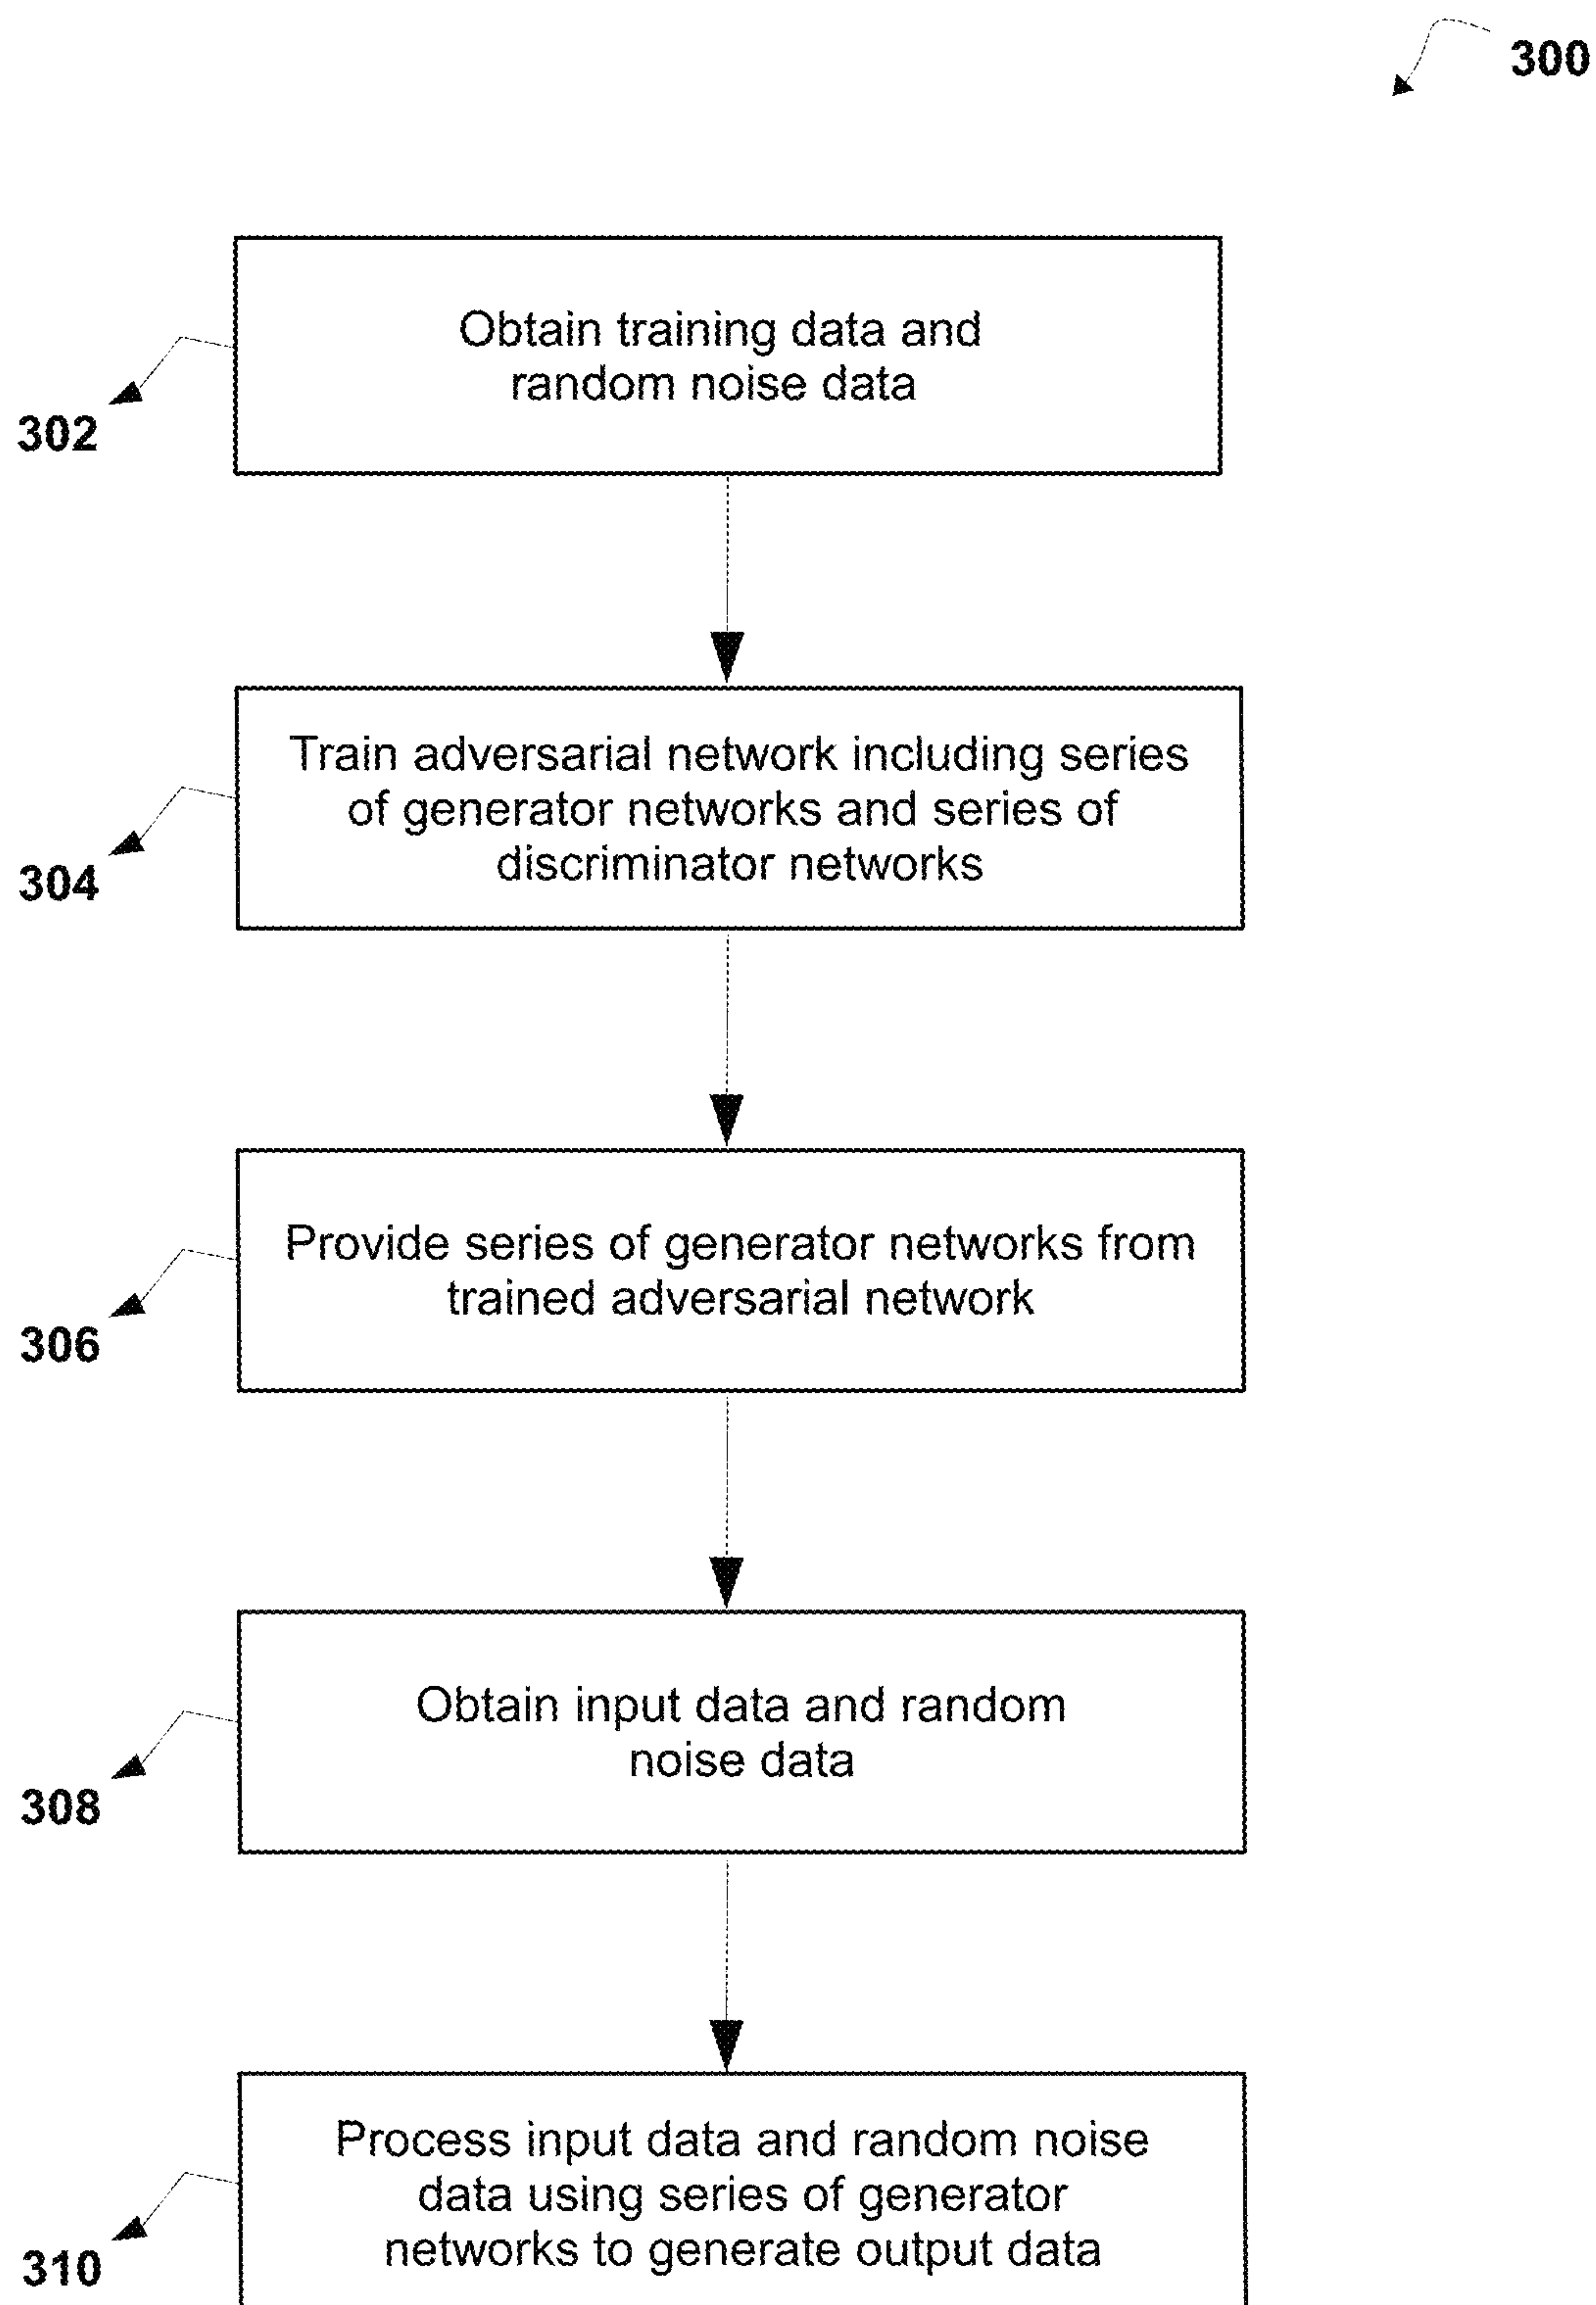 300
Obtain training data and
random noise data
302
Train adversarial network including series
of generator networks and series of
discriminator networks
304
Provide series of generator networks from
trained adversarial network
306
Obtain input data and random
noise data
308
Process input data and random noise
data using series of generator
networks to generate output data
310